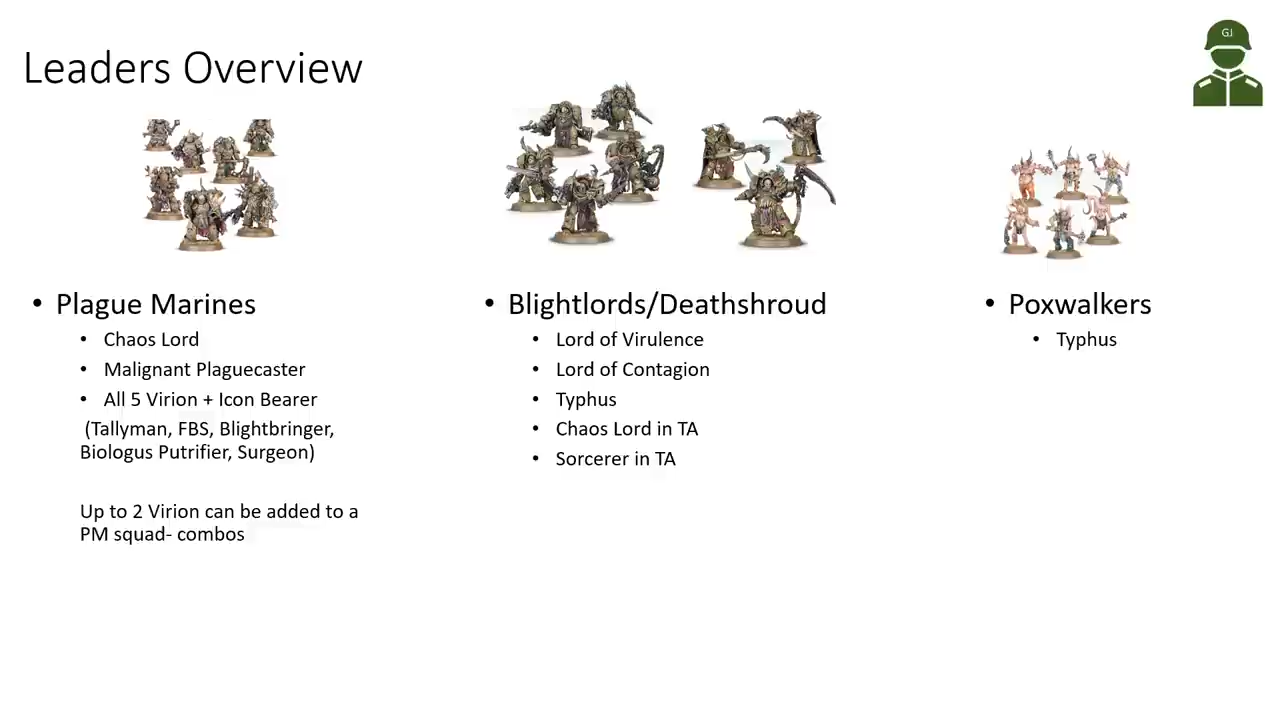 Leaders Overview
GJ
• Plague Marines
• Chaos Lord
• Malignant Plaguecaster
• All 5 Virion + Icon Bearer
(Tallyman, FBS, Blightbringer,
Biologus Putrifier, Surgeon)
Up to 2 Virion can be added to a
PM squad- combos
• Blightlords/Deathshroud
• Lord of Virulence
• Lord of Contagion
• Typhus
• Chaos Lord in TA
• Sorcerer in TA
• Poxwalkers
• Typhus